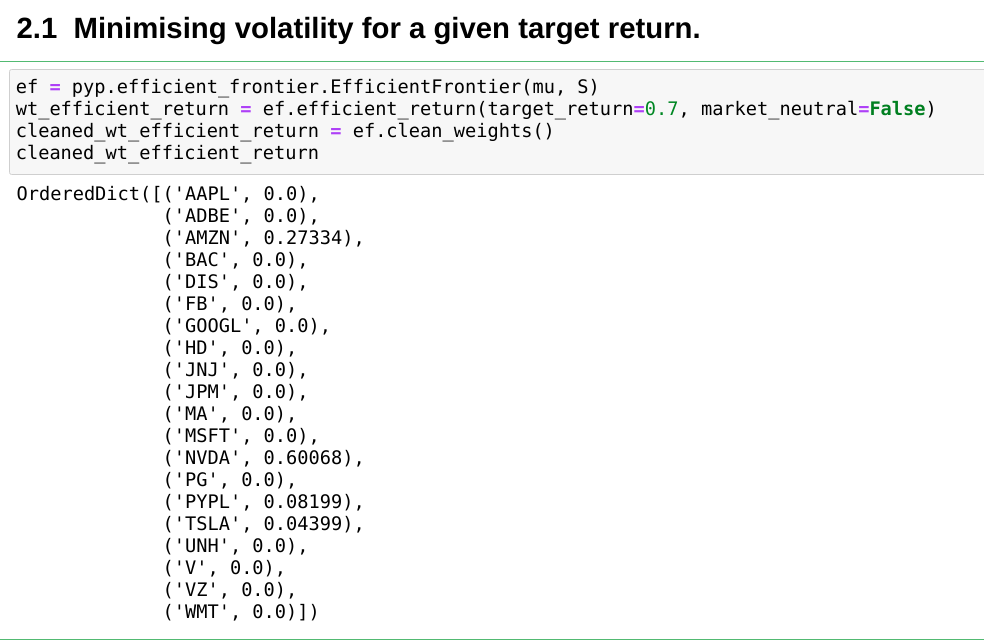 2.1 Minimising volatility for a given target return.
ef = pyp.efficient_frontier.EfficientFrontier(mu, S)
wt_efficient_return = ef.efficient_return(target_return=0.7, market_neutral=False)
cleaned_wt_efficient_return = ef.clean_weights()
cleaned_wt_efficient_return
OrderedDict([('AAPL', 0.0),
('ADBE', 0.0),
('AMZN', 0.27334),
('BAC', 0.0),
('DIS', 0.0),
('FB', 0.0),
('GOOGL', 0.0),
('HD', 0.0),
('JNJ', 0.0),
('JPM', 0.0),
('MA', 0.0),
('MSFT', 0.0),
('NVDA', 0.60068),
('PG', 0.0),
('PYPL', 0.08199),
('TSLA', 0.04399),
('UNH', 0.0),
('V', 0.0),
('VZ', 0.0),
('WMT', 0.0)])